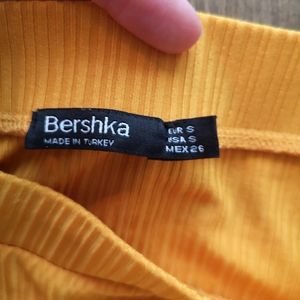 Bershka
MADE IN TURKEY
EUR S
USA S
MEX 26